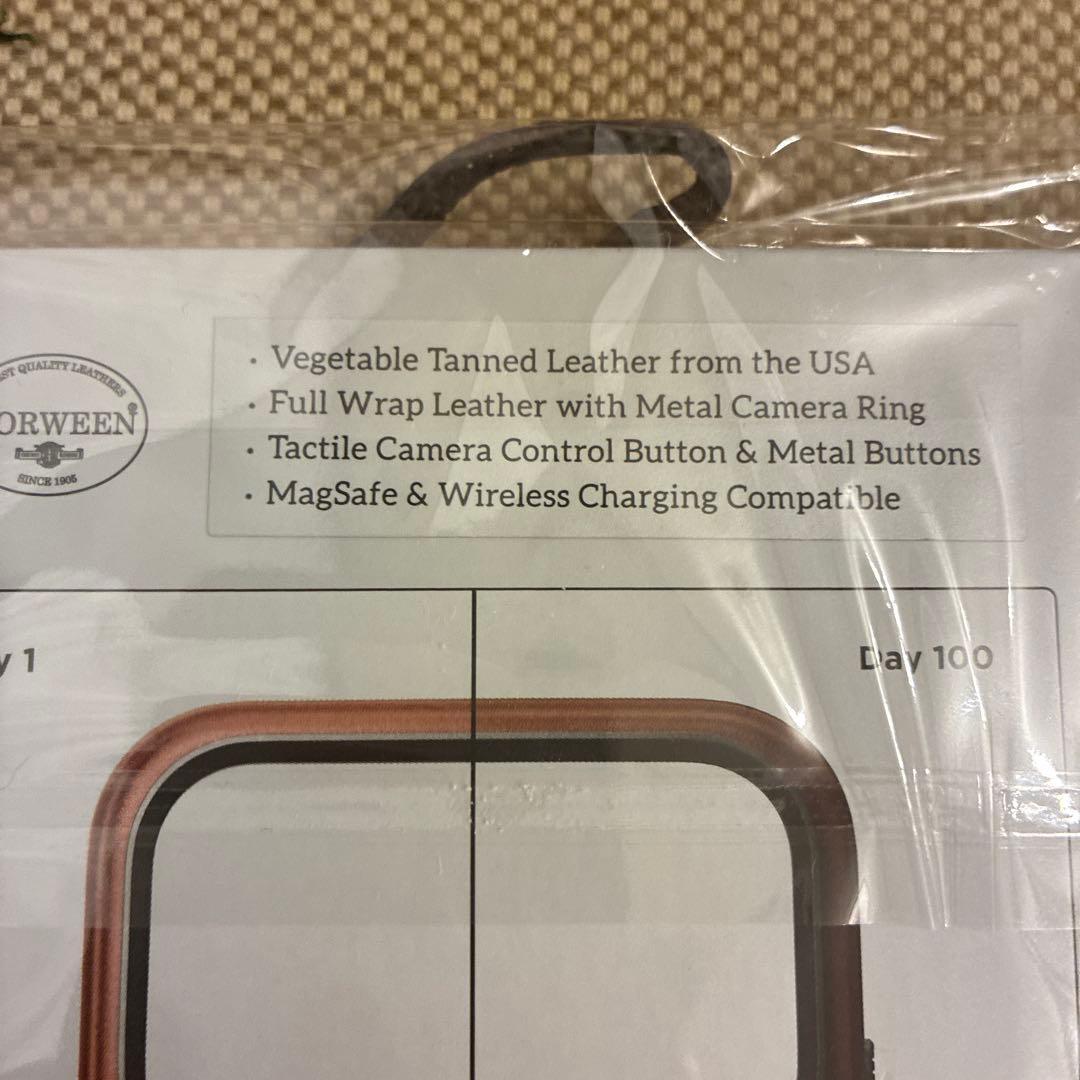 • Vegetable Tanned Leather from the USA
• Full Wrap Leather with Metal Camera Ring
• Tactile Camera Control Button & Metal Buttons
• MagSafe & Wireless Charging Compatible
ST QUALITY LEATHERS
ORWEEN®
SINCE 1905
y 1
Day 100